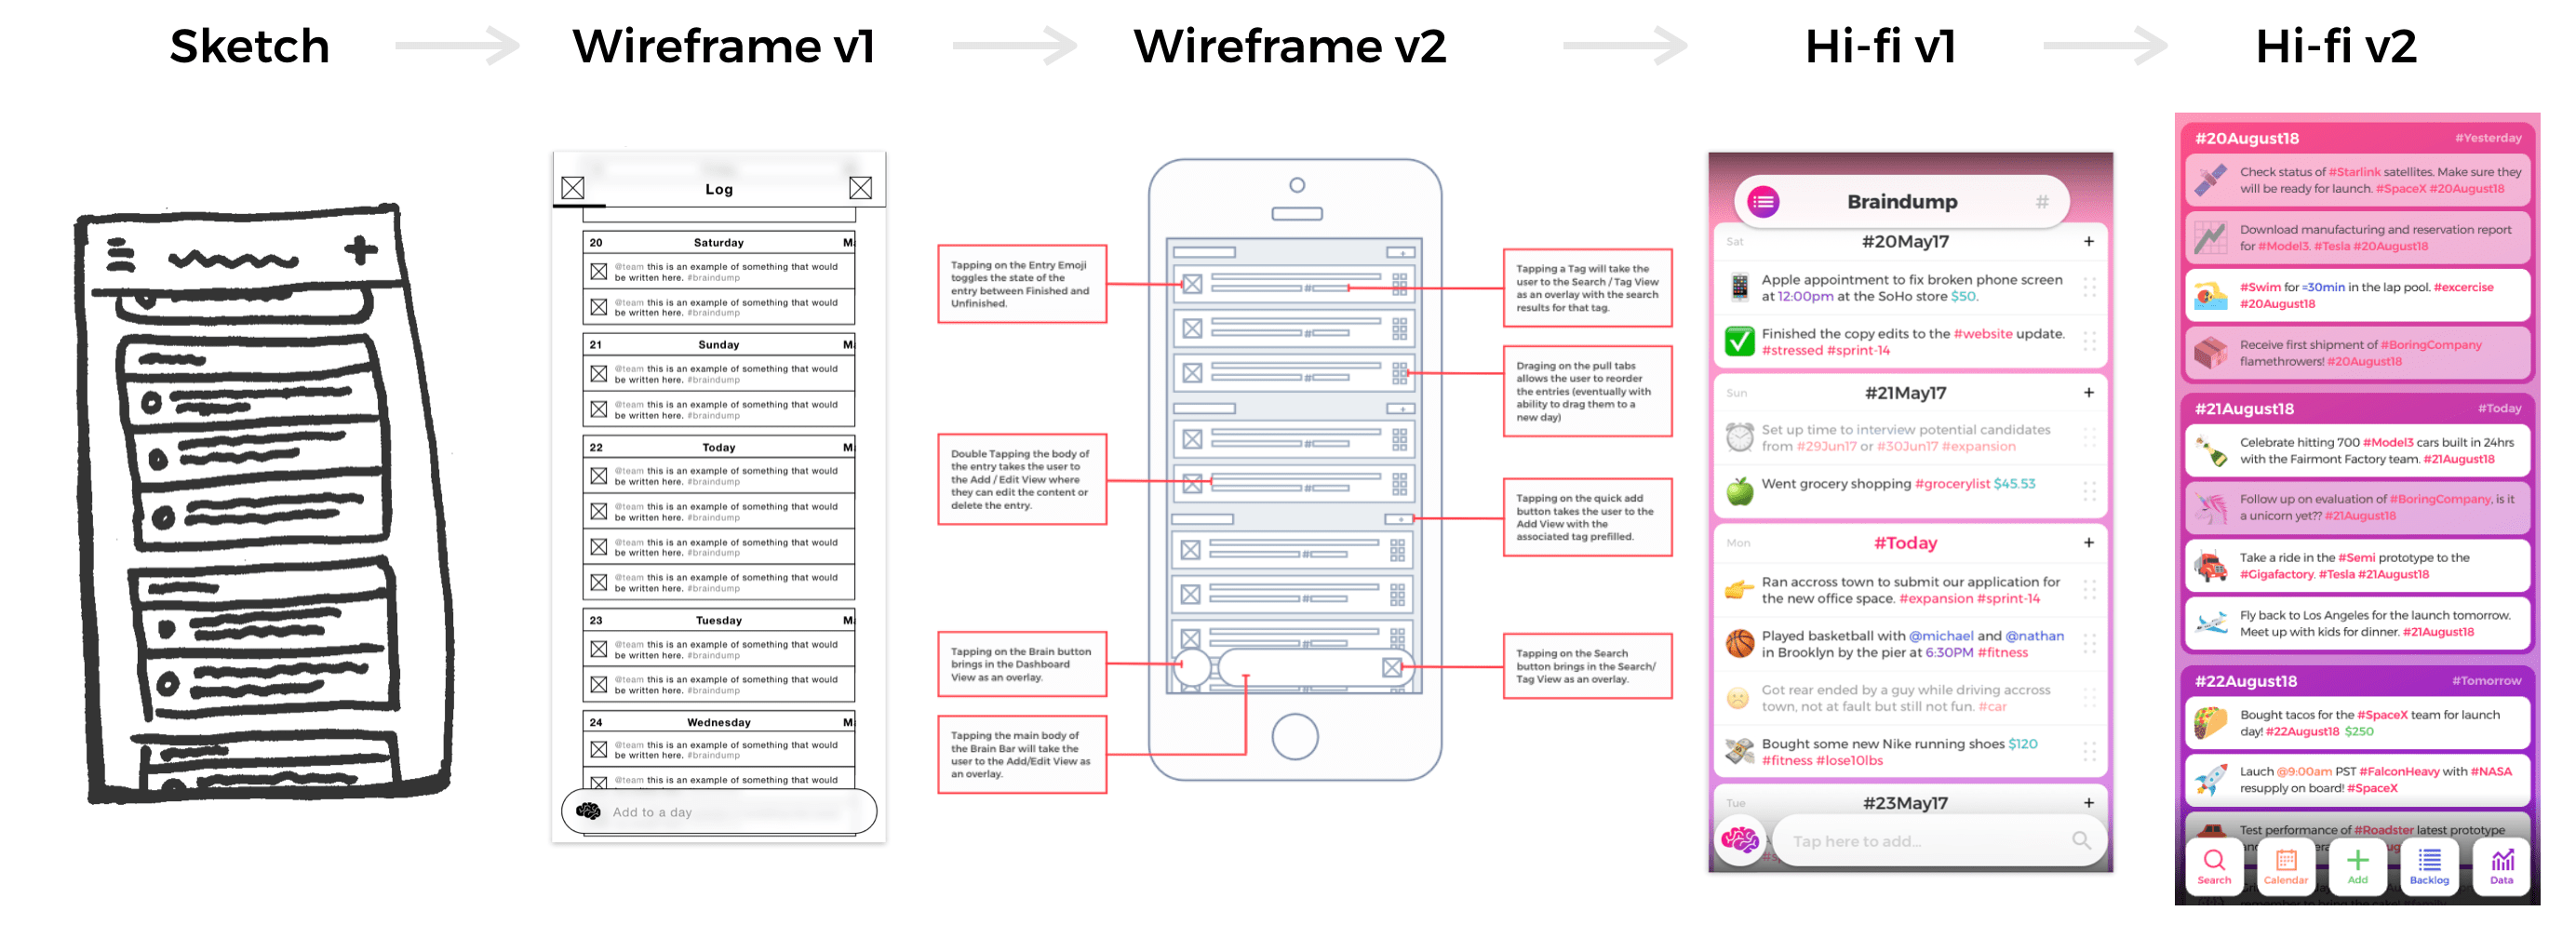 Sketch
Wireframe v1
Wireframe v2
Hi-fi v1
Hi-fi v2
Log
20 Saturday Ma
@team this is an example of something that would
be written here. #braindump
@team this is an example of something that would
be written here. #braindump
21 Sunday Ma
@team this is an example of something that would
be written here. #braindump
@team this is an example of something that would
be written here. #braindump
22 Today Ma
@team this is an example of something that would
be written here. #braindump
@team this is an example of something that would
be written here. #braindump
@team this is an example of something that would
be written here. #braindump
@team this is an example of something that would
be written here. #braindump
23 Tuesday Ma
@team this is an example of something that would
be written here. #braindump
@team this is an example of something that would
be written here. #braindump
24 Wednesday Ma
@team this is an example of something that would
be written here. #braindump
@team this is an example of something that would
Add to a day
Tapping on the Entry Emoji
toggles the state of the
entry between Finished and
Unfinished.
Double Tapping the body of
the entry takes the user to
the Add / Edit View where
they can edit the content or
delete the entry.
Tapping on the Brain button
brings in the Dashboard
View as an overlay.
Tapping the main body of
the Brain Bar will take the
user to the Add/Edit View as
an overlay.
#
#
#
#
#
#
#
#
Tapping a Tag will take the
user to the Search / Tag View
as an overlay with the search
results for that tag.
Draging on the pull tabs
allows the user to reorder
the entries (eventually with
ability to drag them to a
new day)
Tapping on the quick add
button takes the user to the
Add View with the
associated tag prefilled.
Tapping on the Search
button brings in the Search/
Tag View as an overlay.
Braindump #
Sat #20May17 +
Apple appointment to fix broken phone screen
at 12:00pm at the SoHo store $50.
Finished the copy edits to the #website update.
#stressed #sprint-14
Sun #21May17 +
Set up time to interview potential candidates
from #29Jun17 or #30Jun17 #expansion
Went grocery shopping #grocerylist $45.53
Mon #Today +
Ran accross town to submit our application for
the new office space. #expansion #sprint-14
Played basketball with @michael and @nathan
in Brooklyn by the pier at 6:30PM #fitness
Got rear ended by a guy while driving accross
town, not at fault but still not fun. #car
Bought some new Nike running shoes $120
#fitness #lose10lbs
Tue #23May17 +
Tap here to add...
#20August18 #Yesterday
Check status of #Starlink satellites. Make sure they
will be ready for launch. #SpaceX #20August18
Download manufacturing and reservation report
for #Model3. #Tesla #20August18
#Swim for ≈30min in the lap pool. #excercise
#20August18
Receive first shipment of #BoringCompany
flamethrowers! #20August18
#21August18 #Today
Celebrate hitting 700 #Model3 cars built in 24hrs
with the Fairmont Factory team. #21August18
Follow up on evaluation of #BoringCompany, is it
a unicorn yet?? #21August18
Take a ride in the #Semi prototype to the
#Gigafactory. #Tesla #21August18
Fly back to Los Angeles for the launch tomorrow.
Meet up with kids for dinner. #21August18
#22August18 #Tomorrow
Bought tacos for the #SpaceX team for launch
day! #22August18 $250
Lauch @9:00am PST #FalconHeavy with #NASA
resupply on board! #SpaceX
Test performance of #Roadster latest prototype
Search
Calendar
Add
Backlog
Data